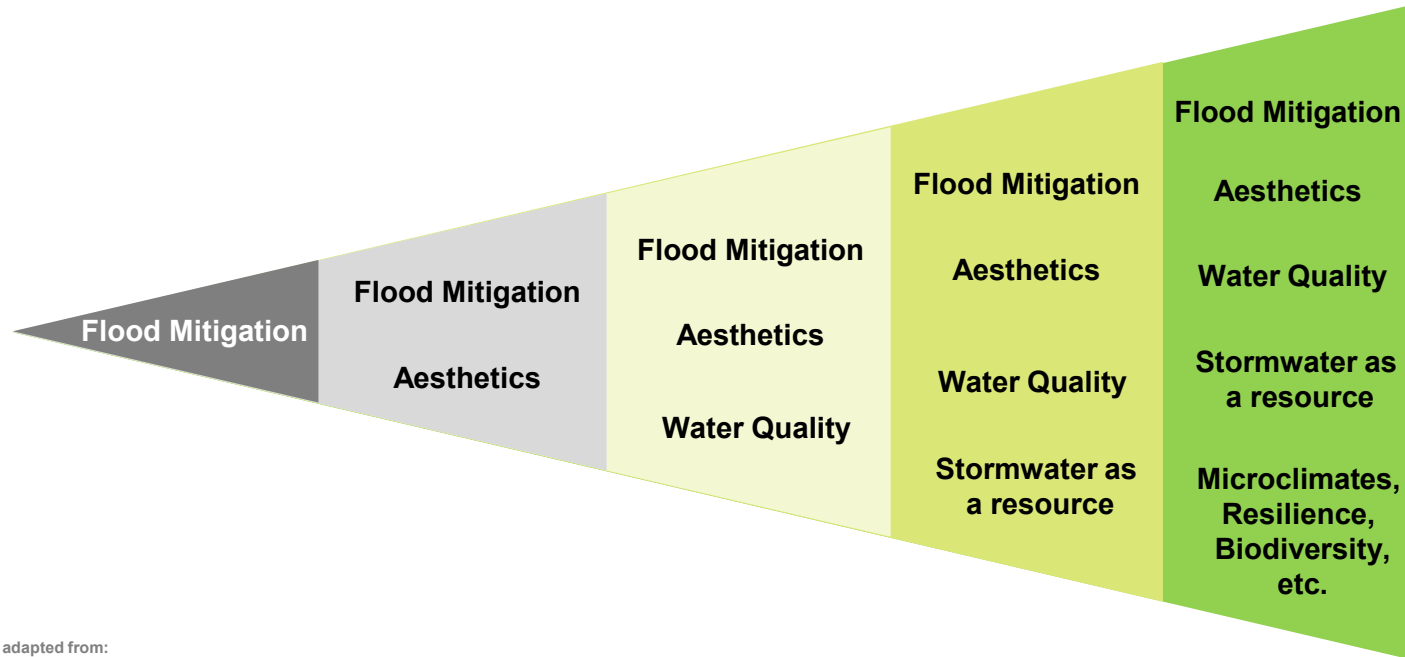 Flood Mitigation
Flood Mitigation
Aesthetics
Flood Mitigation
Aesthetics
Water Quality
Flood Mitigation
Aesthetics
Water Quality
Stormwater as
a resource
Flood Mitigation
Aesthetics
Water Quality
Stormwater as
a resource
Microclimates,
Resilience,
Biodiversity,
etc.
adapted from: